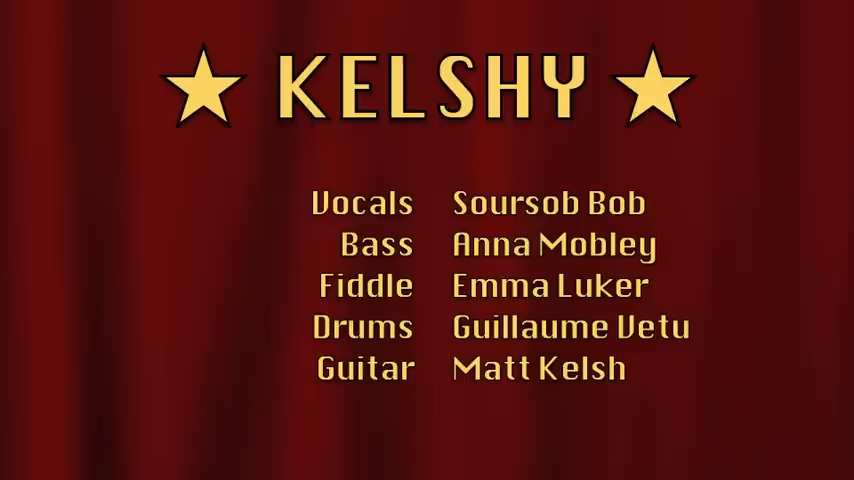 KELSHY
Vocals Soursob Bob
Bass Anna Mobley
Fiddle Emma Luker
Drums Guillaume Vetu
Guitar Matt Kelsh